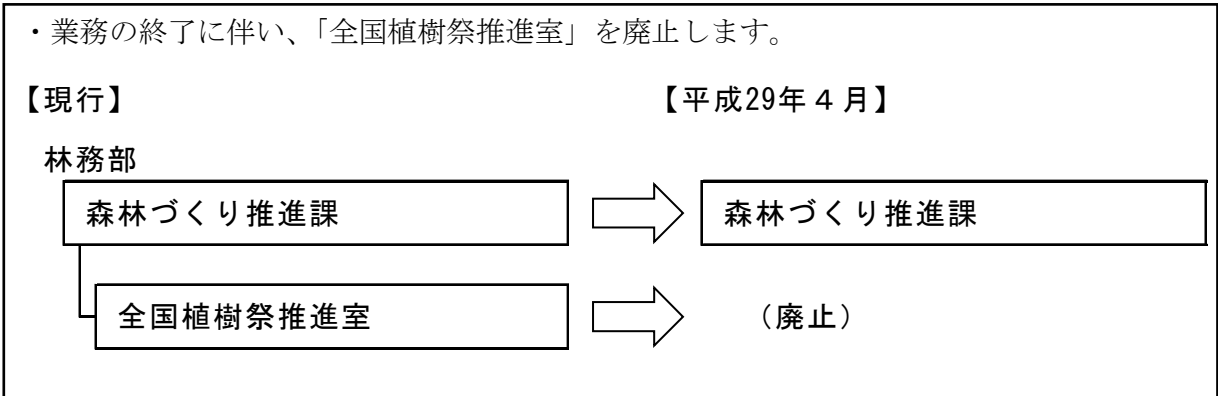 ・業務の終了に伴い、「全国植樹祭推進室」を廃止します。
【現行】
【平成29年４月】
林務部
森林づくり推進課
森林づくり推進課
全国植樹祭推進室
（廃止）